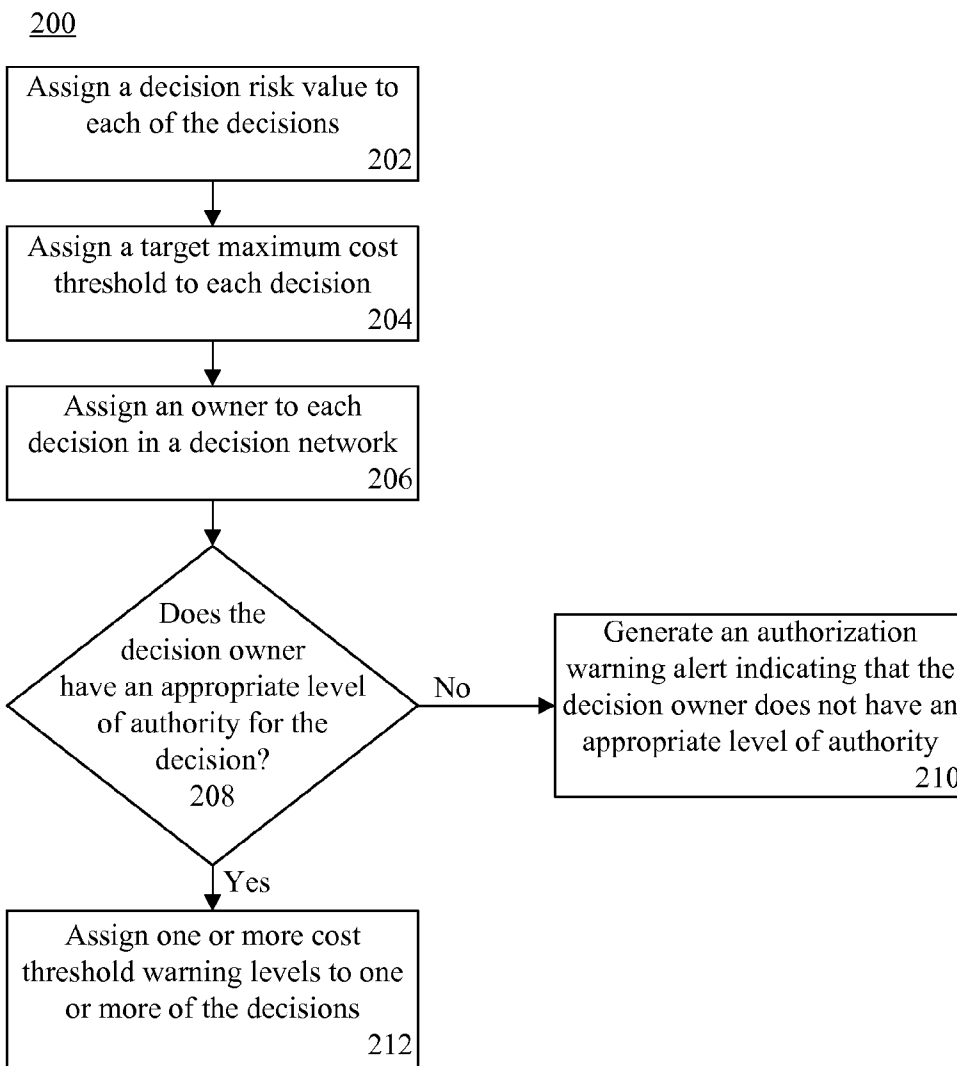 200
Assign a decision risk value to
each of the decisions
202
Assign a target maximum cost
threshold to each decision
204
Assign an owner to each
decision in a decision network
206
Does the
decision owner
have an appropriate level
of authority for the
decision?
208
No
Generate an authorization
warning alert indicating that the
decision owner does not have an
appropriate level of authority
210
Yes
Assign one or more cost
threshold warning levels to one
or more of the decisions
212